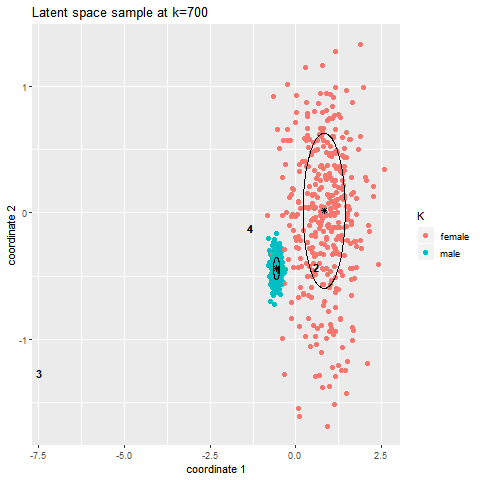 Latent space sample at k=700
coordinate 2
1
0
-1
4
2
3
-7.5
-5.0
-2.5
0.0
2.5
coordinate 1
K
female
male